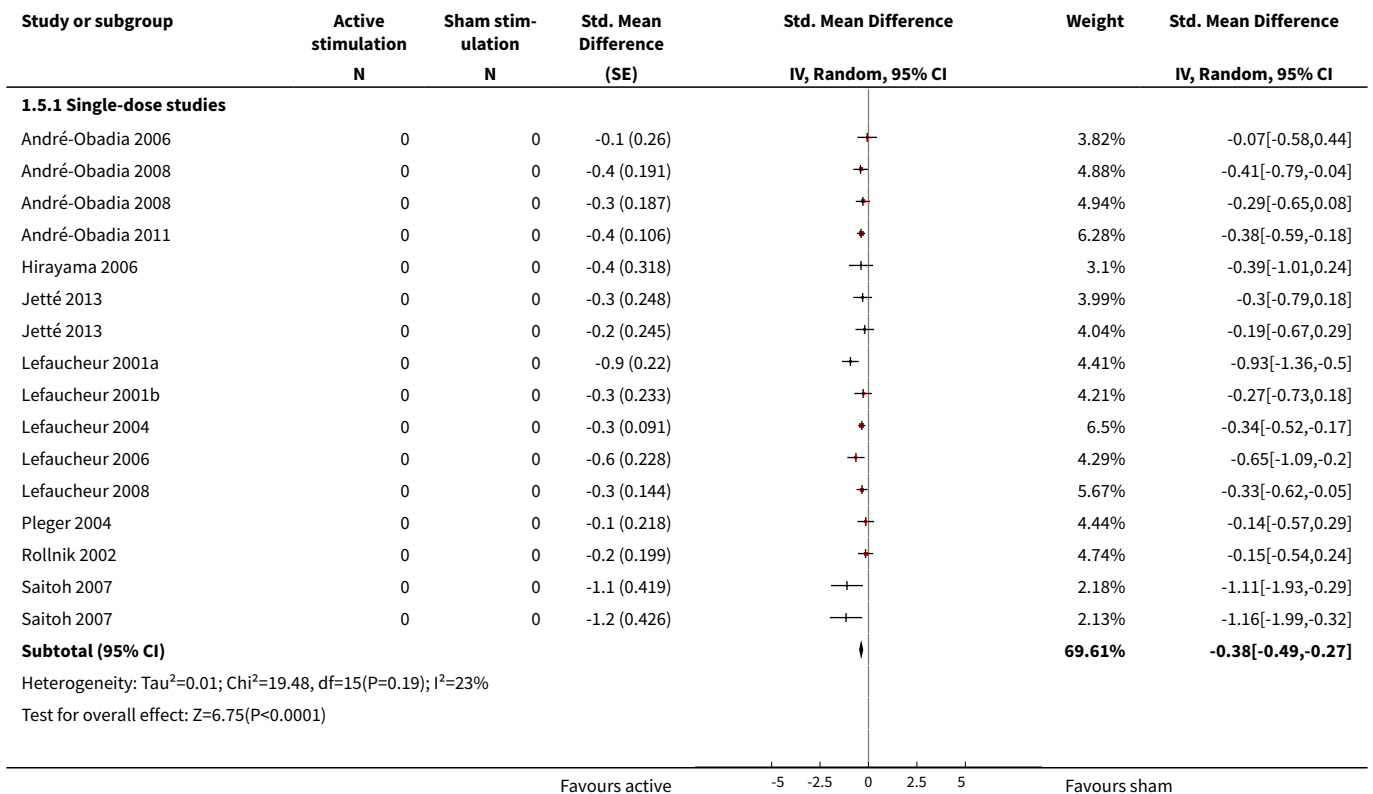 Study or subgroup Active stimulation Sham stim-ulation Std. Mean Difference Std. Mean Difference Weight Std. Mean Difference
N N (SE) IV, Random, 95% CI IV, Random, 95% CI
1.5.1 Single-dose studies
André-Obadia 2006 0 0 -0.1 (0.26) 3.82% -0.07[-0.58,0.44]
André-Obadia 2008 0 0 -0.4 (0.191) 4.88% -0.41[-0.79,-0.04]
André-Obadia 2008 0 0 -0.3 (0.187) 4.94% -0.29[-0.65,0.08]
André-Obadia 2011 0 0 -0.4 (0.106) 6.28% -0.38[-0.59,-0.18]
Hirayama 2006 0 0 -0.4 (0.318) 3.1% -0.39[-1.01,0.24]
Jetté 2013 0 0 -0.3 (0.248) 3.99% -0.3[-0.79,0.18]
Jetté 2013 0 0 -0.2 (0.245) 4.04% -0.19[-0.67,0.29]
Lefaucheur 2001a 0 0 -0.9 (0.22) 4.41% -0.93[-1.36,-0.5]
Lefaucheur 2001b 0 0 -0.3 (0.233) 4.21% -0.27[-0.73,0.18]
Lefaucheur 2004 0 0 -0.3 (0.091) 6.5% -0.34[-0.52,-0.17]
Lefaucheur 2006 0 0 -0.6 (0.228) 4.29% -0.65[-1.09,-0.2]
Lefaucheur 2008 0 0 -0.3 (0.144) 5.67% -0.33[-0.62,-0.05]
Pleger 2004 0 0 -0.1 (0.218) 4.44% -0.14[-0.57,0.29]
Rollnik 2002 0 0 -0.2 (0.199) 4.74% -0.15[-0.54,0.24]
Saitoh 2007 0 0 -1.1 (0.419) 2.18% -1.11[-1.93,-0.29]
Saitoh 2007 0 0 -1.2 (0.426) 2.13% -1.16[-1.99,-0.32]
Subtotal (95% CI) 69.61% -0.38[-0.49,-0.27]
Heterogeneity: Tau²=0.01; Chi²=19.48, df=15(P=0.19); I²=23%
Test for overall effect: Z=6.75(P<0.0001)
Favours active -5 -2.5 0 2.5 5 Favours sham